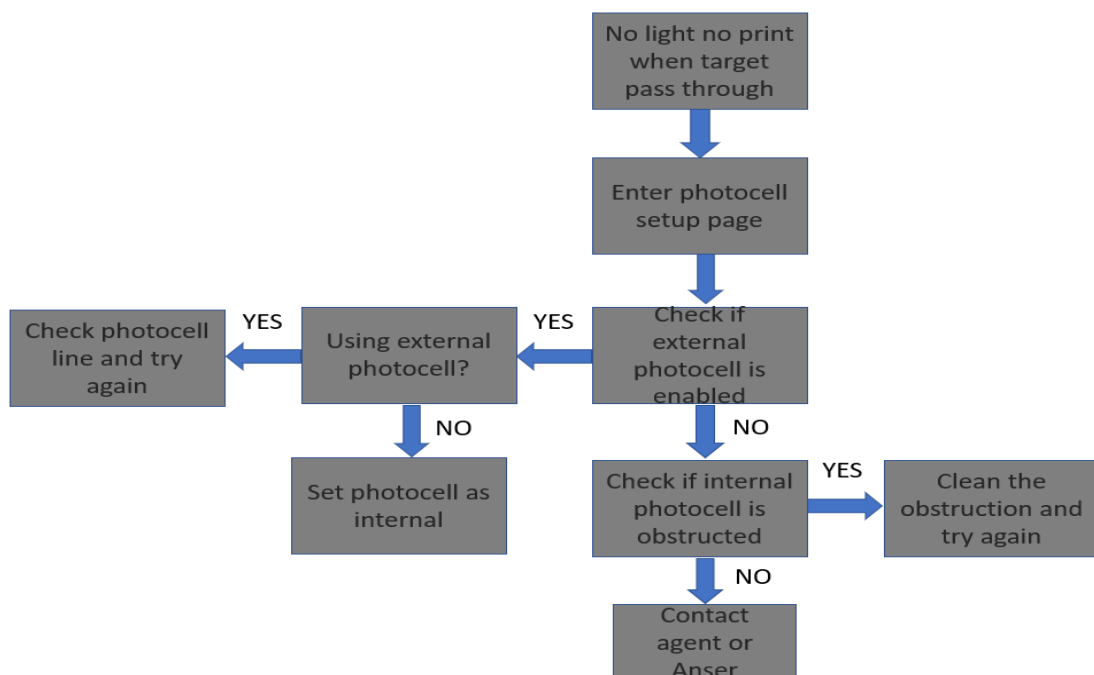 No light no print
when target
pass through
Enter photocell
setup page
Check photocell
line and try
again
YES
Using external
photocell?
YES
Check if
external
photocell is
enabled
NO
NO
Set photocell as
internal
Check if internal
photocell is
obstructed
YES
Clean the
obstruction and
try again
NO
Contact
agent or
Anser